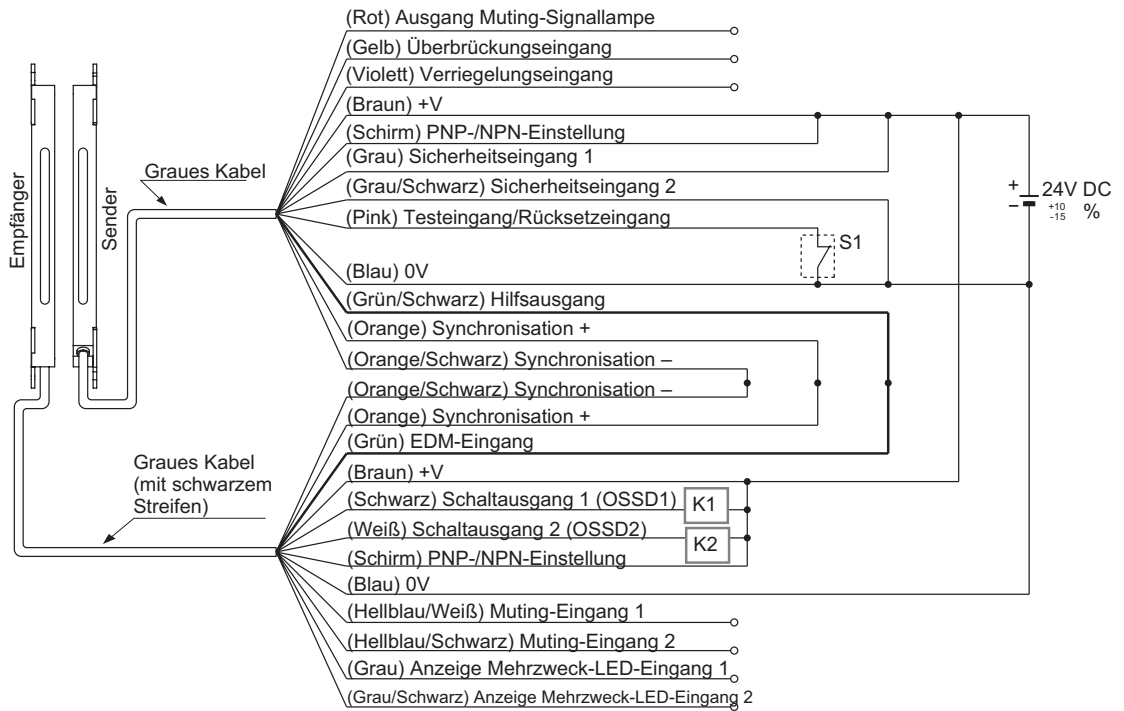 (Rot) Ausgang Muting-Signallampe
(Gelb) Überbrückungseingang
(Violett) Verriegelungseingang
(Braun) +V
(Schirm) PNP-/NPN-Einstellung
(Grau) Sicherheitseingang 1
(Grau/Schwarz) Sicherheitseingang 2
(Pink) Testeingang/Rücksetzeingang
(Blau) 0V
(Grün/Schwarz) Hilfsausgang
(Orange) Synchronisation +
(Orange/Schwarz) Synchronisation –
(Orange/Schwarz) Synchronisation –
(Orange) Synchronisation +
(Grün) EDM-Eingang
(Braun) +V
(Schwarz) Schaltausgang 1 (OSSD1)
K1
(Weiß) Schaltausgang 2 (OSSD2)
K2
(Schirm) PNP-/NPN-Einstellung
(Blau) 0V
(Hellblau/Weiß) Muting-Eingang 1
(Hellblau/Schwarz) Muting-Eingang 2
(Grau) Anzeige Mehrzweck-LED-Eingang 1
(Grau/Schwarz) Anzeige Mehrzweck-LED-Eingang 2
Empfänger
Sender
Graues Kabel
Graues Kabel
(mit schwarzem
Streifen)
S1
+
–
24V DC
+10
-15 %